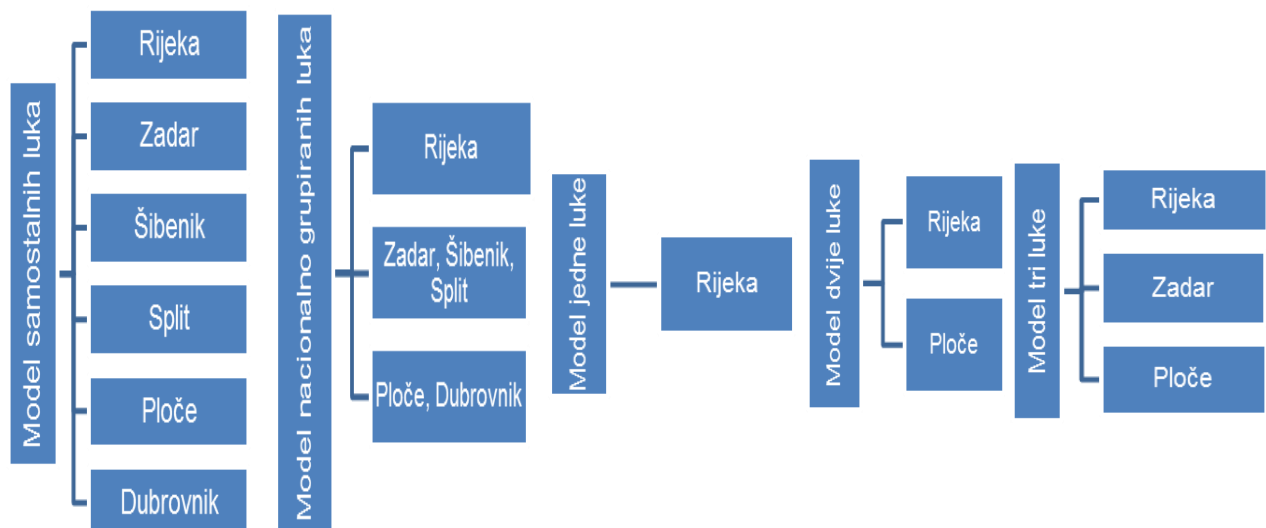 Model samostalnih luka
Rijeka
Zadar
Šibenik
Split
Ploče
Dubrovnik
Model nacionalno grupiranih luka
Rijeka
Zadar, Šibenik,
Split
Ploče, Dubrovnik
Model jedne luke
Rijeka
Model dvije luke
Rijeka
Ploče
Model tri luke
Rijeka
Zadar
Ploče